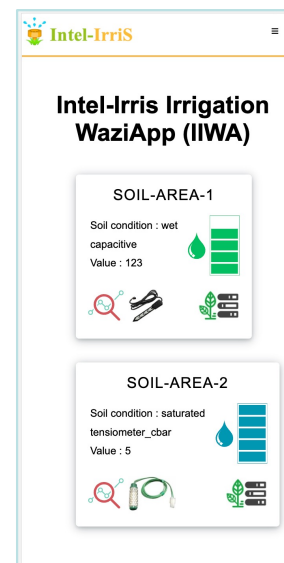 Intel-IrriS
Intel-Irris Irrigation
WaziApp (IIWA)
SOIL-AREA-1
Soil condition : wet
capacitive
Value : 123
SOIL-AREA-2
Soil condition : saturated
tensiometer_cbar
Value : 5